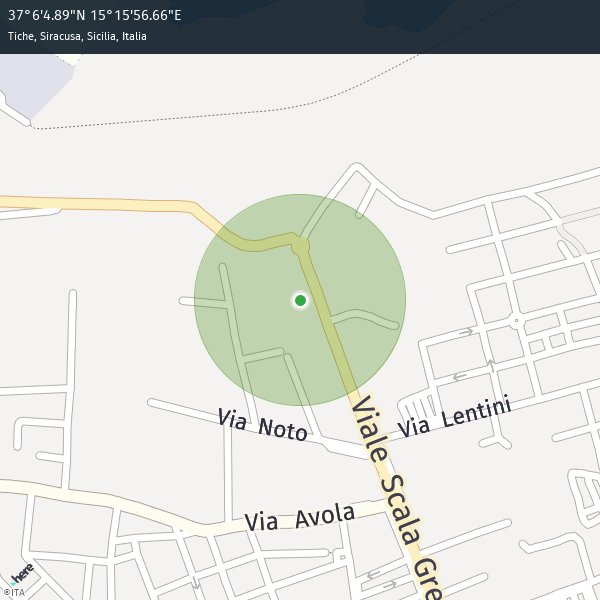 37°6'4.89"N 15°15'56.66"E
Tiche, Siracusa, Sicilia, Italia
Via Noto
Via Lentini
Viale Scala Gre
Via Avola
here
©ITA